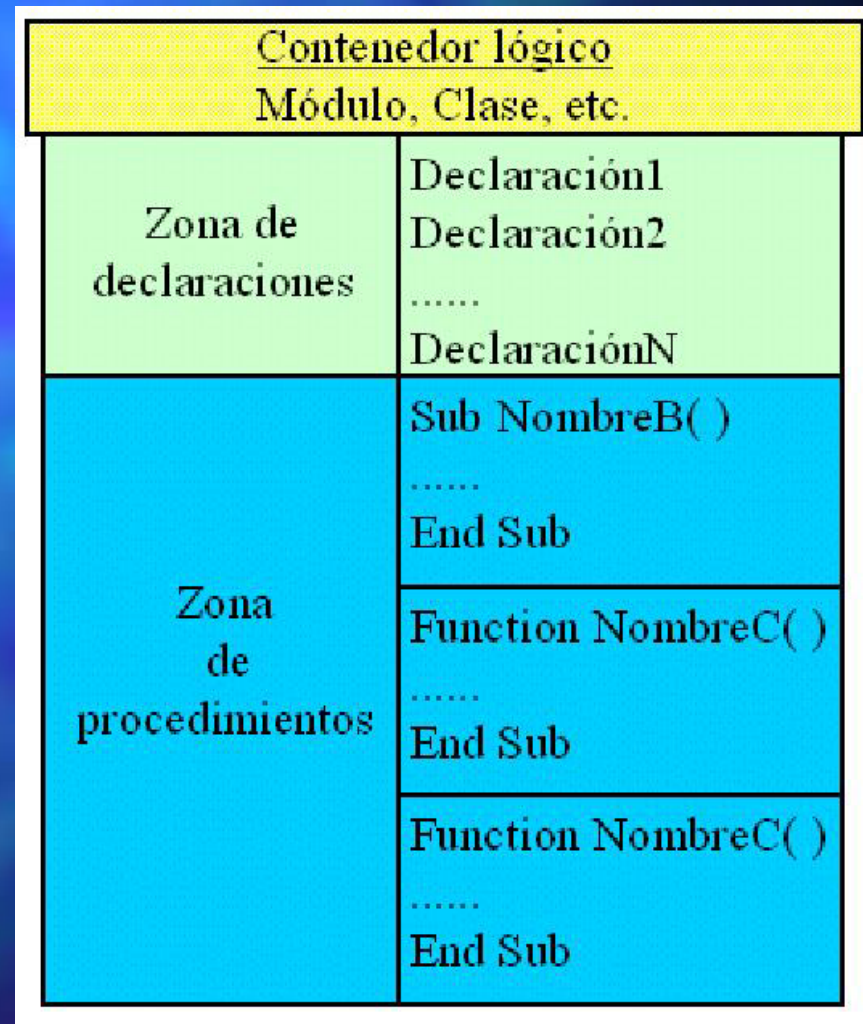 Contenedor lógico
Módulo, Clase, etc.
Zona de
declaraciones
Declaración1
Declaración2
......
DeclaraciónN
Zona
de
procedimientos
Sub NombreB( )
......
End Sub
Function NombreC( )
......
End Sub
Function NombreC( )
......
End Sub